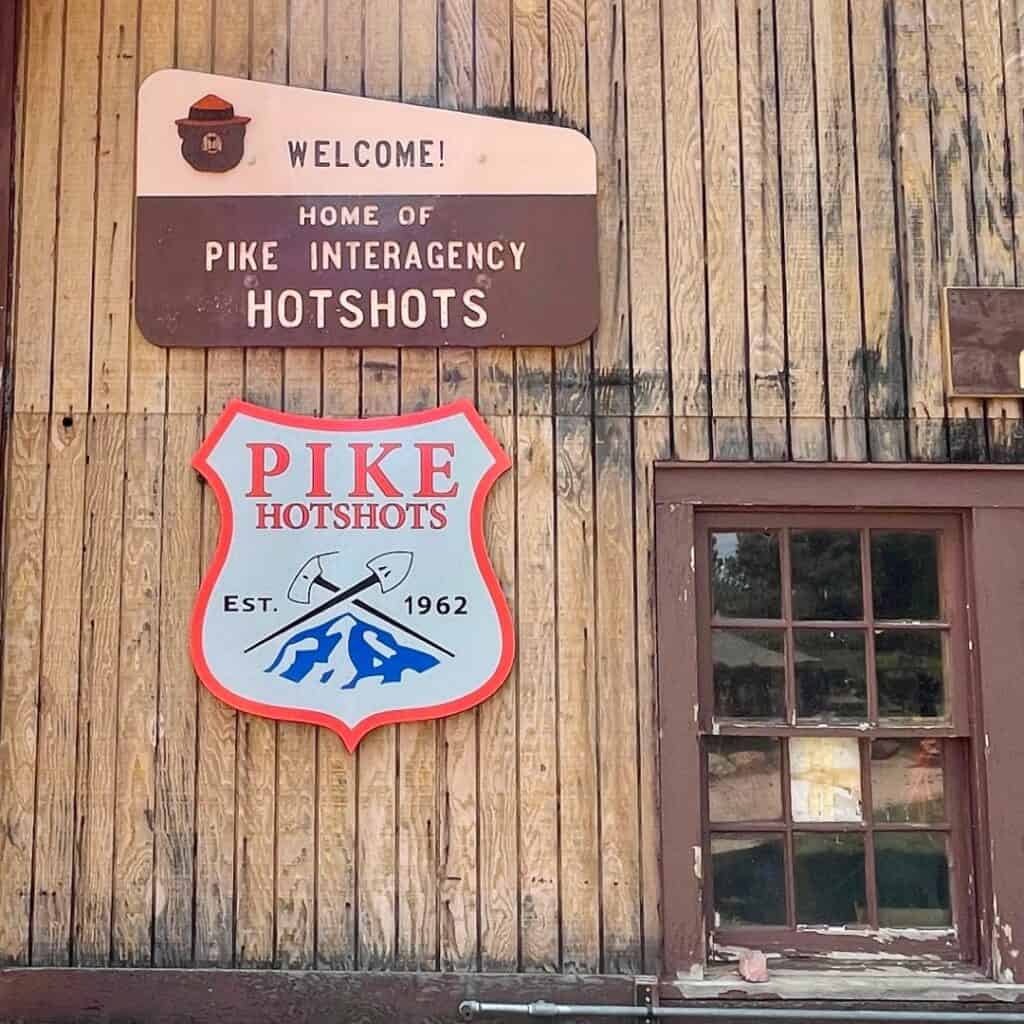 WELCOME!
HOME OF
PIKE INTERAGENCY
HOTSHOTS
PIKE
HOTSHOTS
EST. 1962